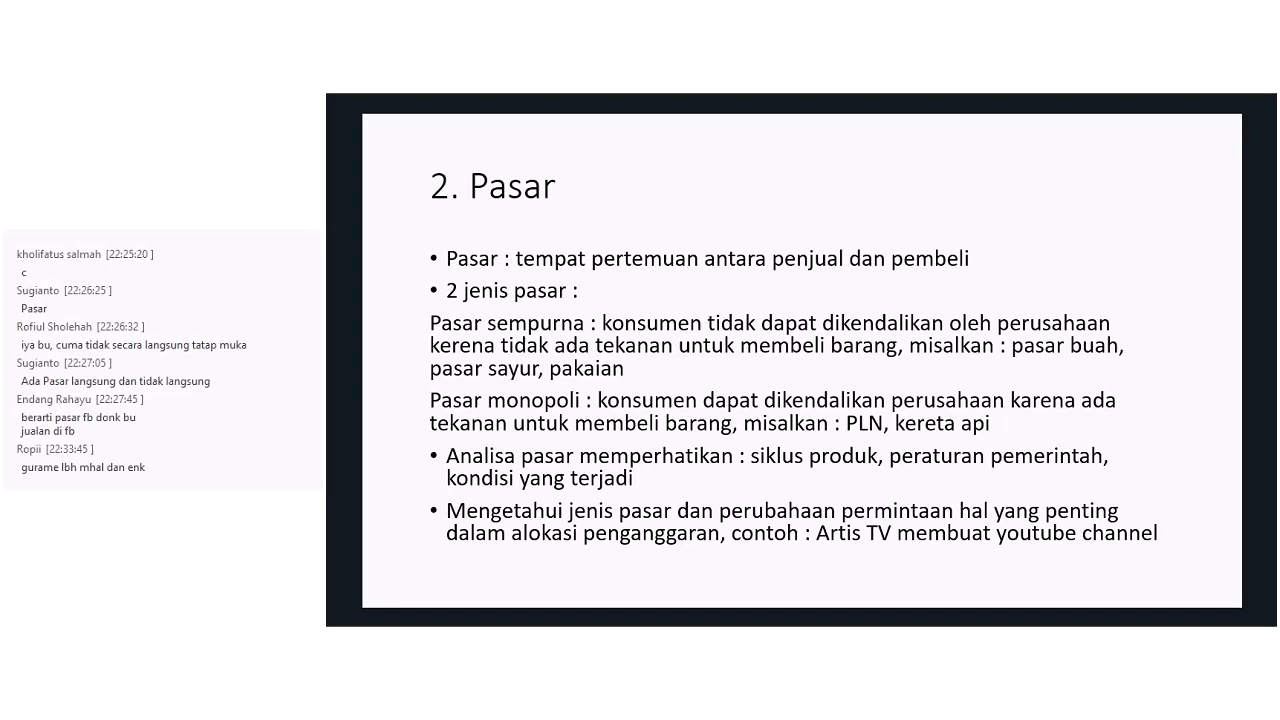 kholifatus salmah [22:25:20 ]
c
Sugianto [22:26:25 ]
Pasar
Rofiul Sholehah [22:26:32 ]
iya bu, cuma tidak secara langsung tatap muka
Sugianto [22:27:05 ]
Ada Pasar langsung dan tidak langsung
Endang Rahayu [22:27:45 ]
berarti pasar fb donk bu
jualan di fb
Ropii [22:33:45 ]
gurame lbh mhal dan enk
2. Pasar
• Pasar : tempat pertemuan antara penjual dan pembeli
• 2 jenis pasar :
Pasar sempurna : konsumen tidak dapat dikendalikan oleh perusahaan
kerena tidak ada tekanan untuk membeli barang, misalkan : pasar buah,
pasar sayur, pakaian
Pasar monopoli : konsumen dapat dikendalikan perusahaan karena ada
tekanan untuk membeli barang, misalkan : PLN, kereta api
• Analisa pasar memperhatikan : siklus produk, peraturan pemerintah,
kondisi yang terjadi
• Mengetahui jenis pasar dan perubahaan permintaan hal yang penting
dalam alokasi penganggaran, contoh : Artis TV membuat youtube channel